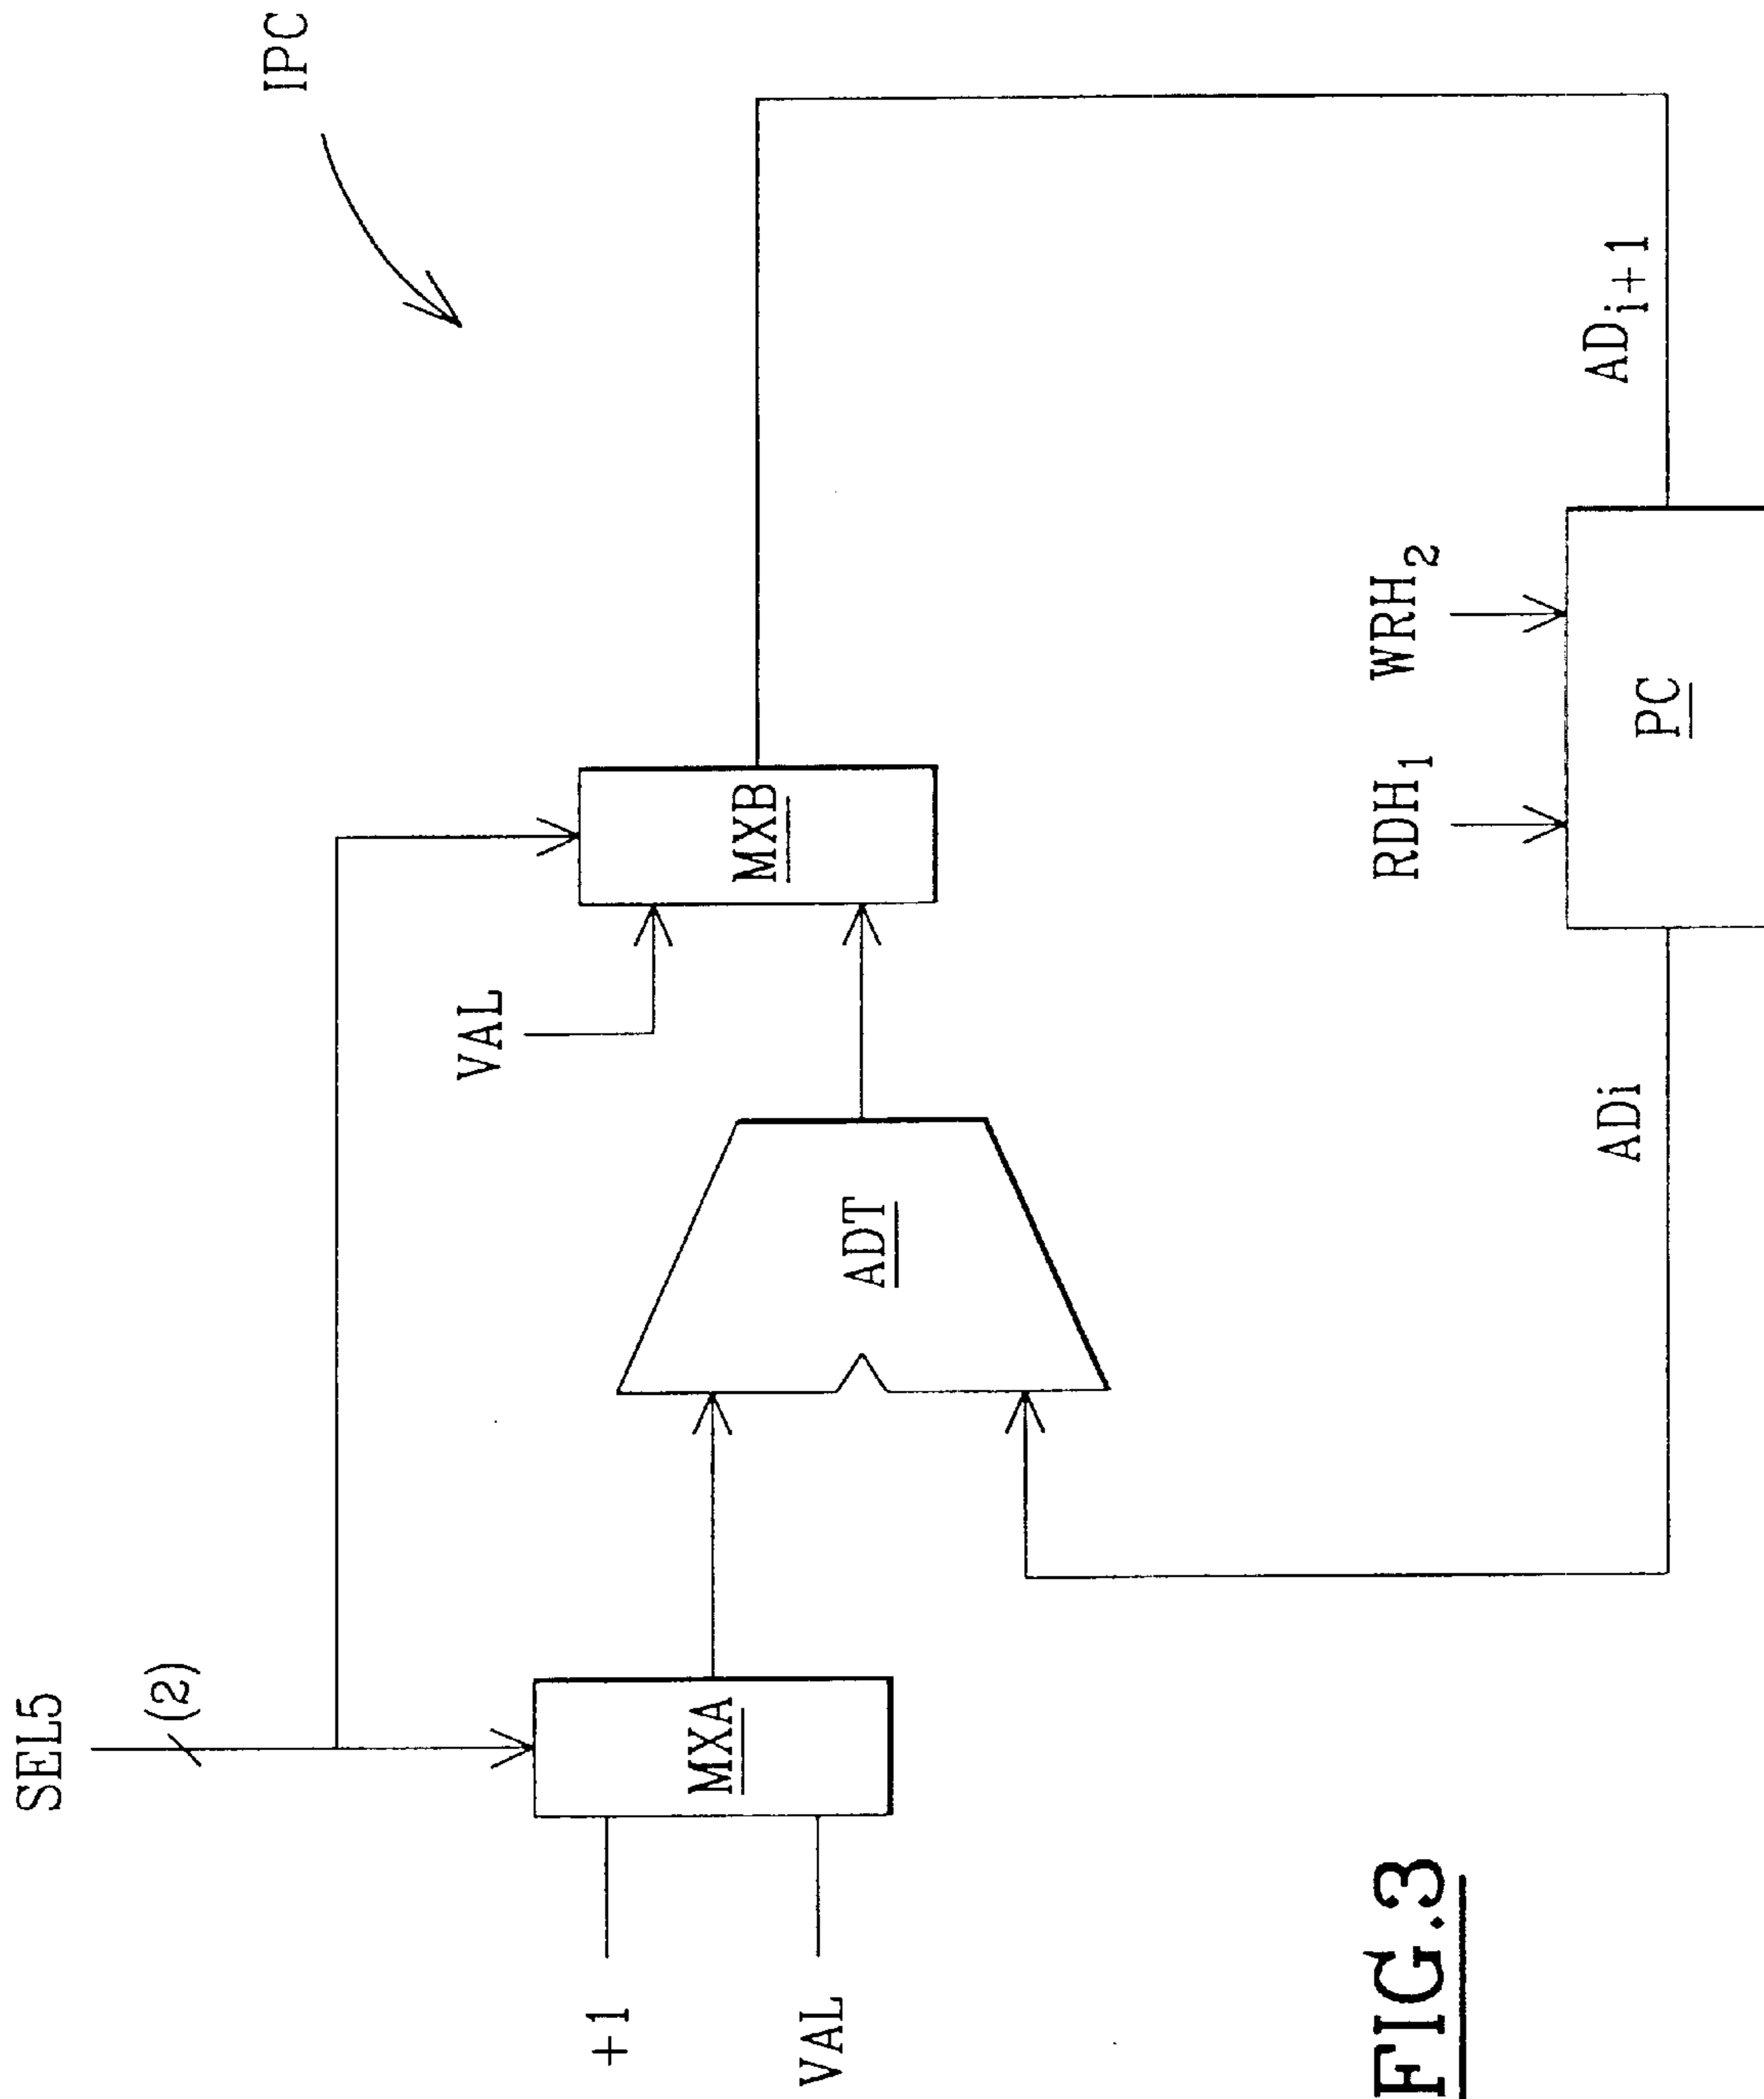 IPC
SEL5
(2)
+1
VAL
MXA
ADT
VAL
MXB
RDH1
WRH2
PC
ADi
ADi+1
FIG.3